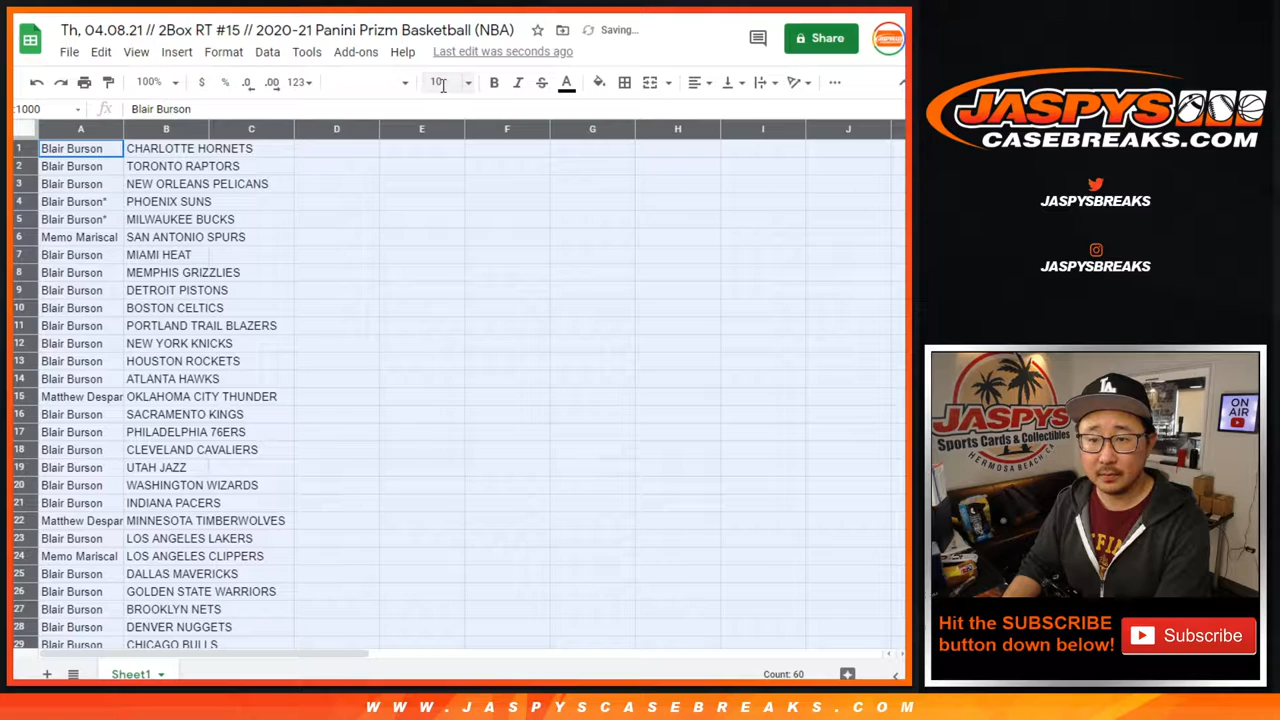 Th, 04.08.21 // 2Box RT #15 // 2020-21 Panini Prizm Basketball (NBA)
Saving...
File Edit View Insert Format Data Tools Add-ons Help Last edit was seconds ago
Share
100% $ % .0 .00 123 10 B I S A
:1000 fx Blair Burson
A B C D E F G H I J
1 Blair Burson CHARLOTTE HORNETS
2 Blair Burson TORONTO RAPTORS
3 Blair Burson NEW ORLEANS PELICANS
4 Blair Burson* PHOENIX SUNS
5 Blair Burson* MILWAUKEE BUCKS
6 Memo Mariscal SAN ANTONIO SPURS
7 Blair Burson MIAMI HEAT
8 Blair Burson MEMPHIS GRIZZLIES
9 Blair Burson DETROIT PISTONS
10 Blair Burson BOSTON CELTICS
11 Blair Burson PORTLAND TRAIL BLAZERS
12 Blair Burson NEW YORK KNICKS
13 Blair Burson HOUSTON ROCKETS
14 Blair Burson ATLANTA HAWKS
15 Matthew Despar OKLAHOMA CITY THUNDER
16 Blair Burson SACRAMENTO KINGS
17 Blair Burson PHILADELPHIA 76ERS
18 Blair Burson CLEVELAND CAVALIERS
19 Blair Burson UTAH JAZZ
20 Blair Burson WASHINGTON WIZARDS
21 Blair Burson INDIANA PACERS
22 Matthew Despar MINNESOTA TIMBERWOLVES
23 Blair Burson LOS ANGELES LAKERS
24 Memo Mariscal LOS ANGELES CLIPPERS
25 Blair Burson DALLAS MAVERICKS
26 Blair Burson GOLDEN STATE WARRIORS
27 Blair Burson BROOKLYN NETS
28 Blair Burson DENVER NUGGETS
29 Blair Burson CHICAGO BULLS
Sheet1
Count: 60
JASPYS
CASEBREAKS.COM
JASPYSBREAKS
JASPYSBREAKS
JASPYS
Sports Cards & Collectibles
HERMOSA BEACH, CA
ON AIR
LA
Hit the SUBSCRIBE
button down below!
Subscribe
WWW.JASPYSCASEBREAKS.COM